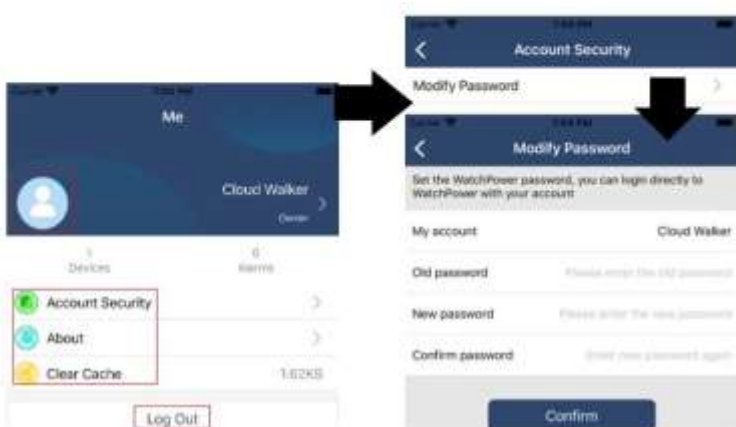 Me
Cloud Walker
Owner
Devices
Alarms
Account Security
About
Clear Cache
1.62KB
Log Out
Account Security
Modify Password
Modify Password
Set the WatchPower password, you can login directly to
WatchPower with your account
My account
Cloud Walker
Old password
Please enter the old password
New password
Please enter the new password
Confirm password
Enter new password again
Confirm